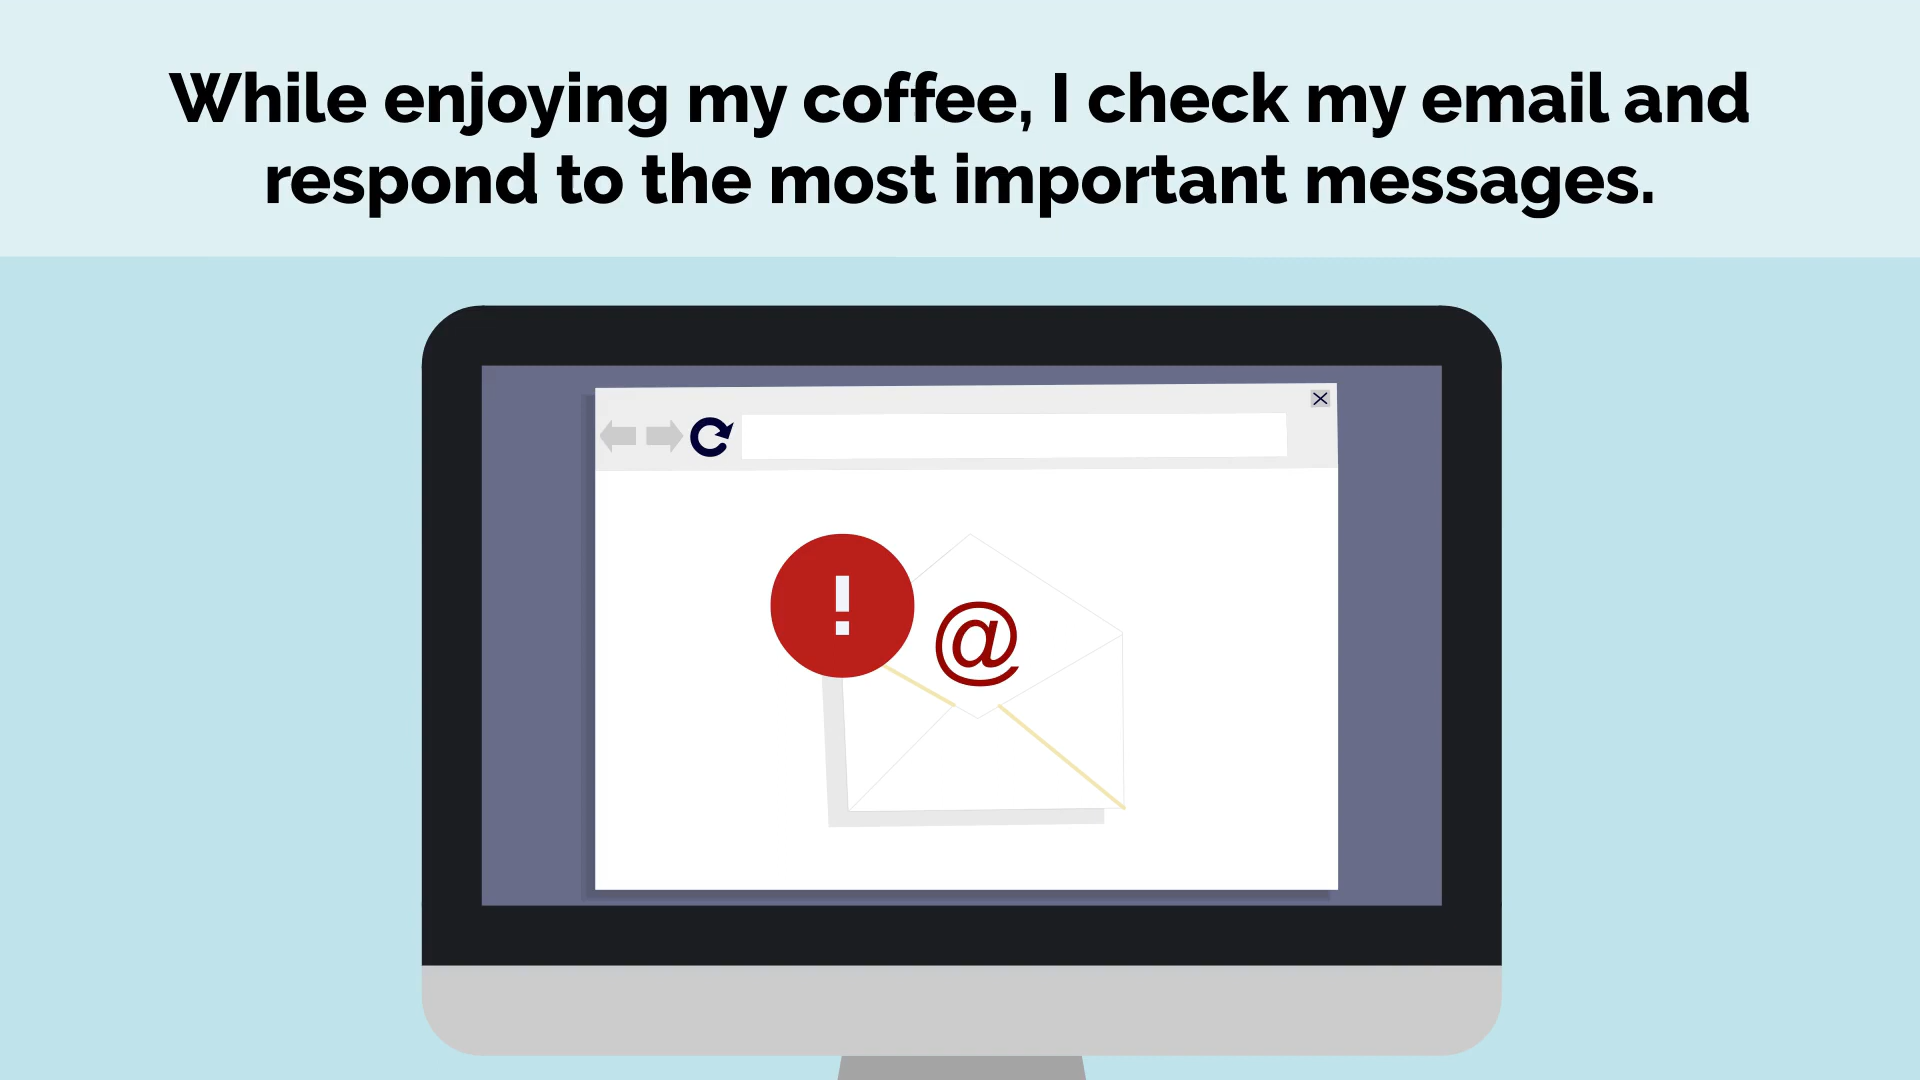 While enjoying my coffee, I check my email and
respond to the most important messages.
!
@